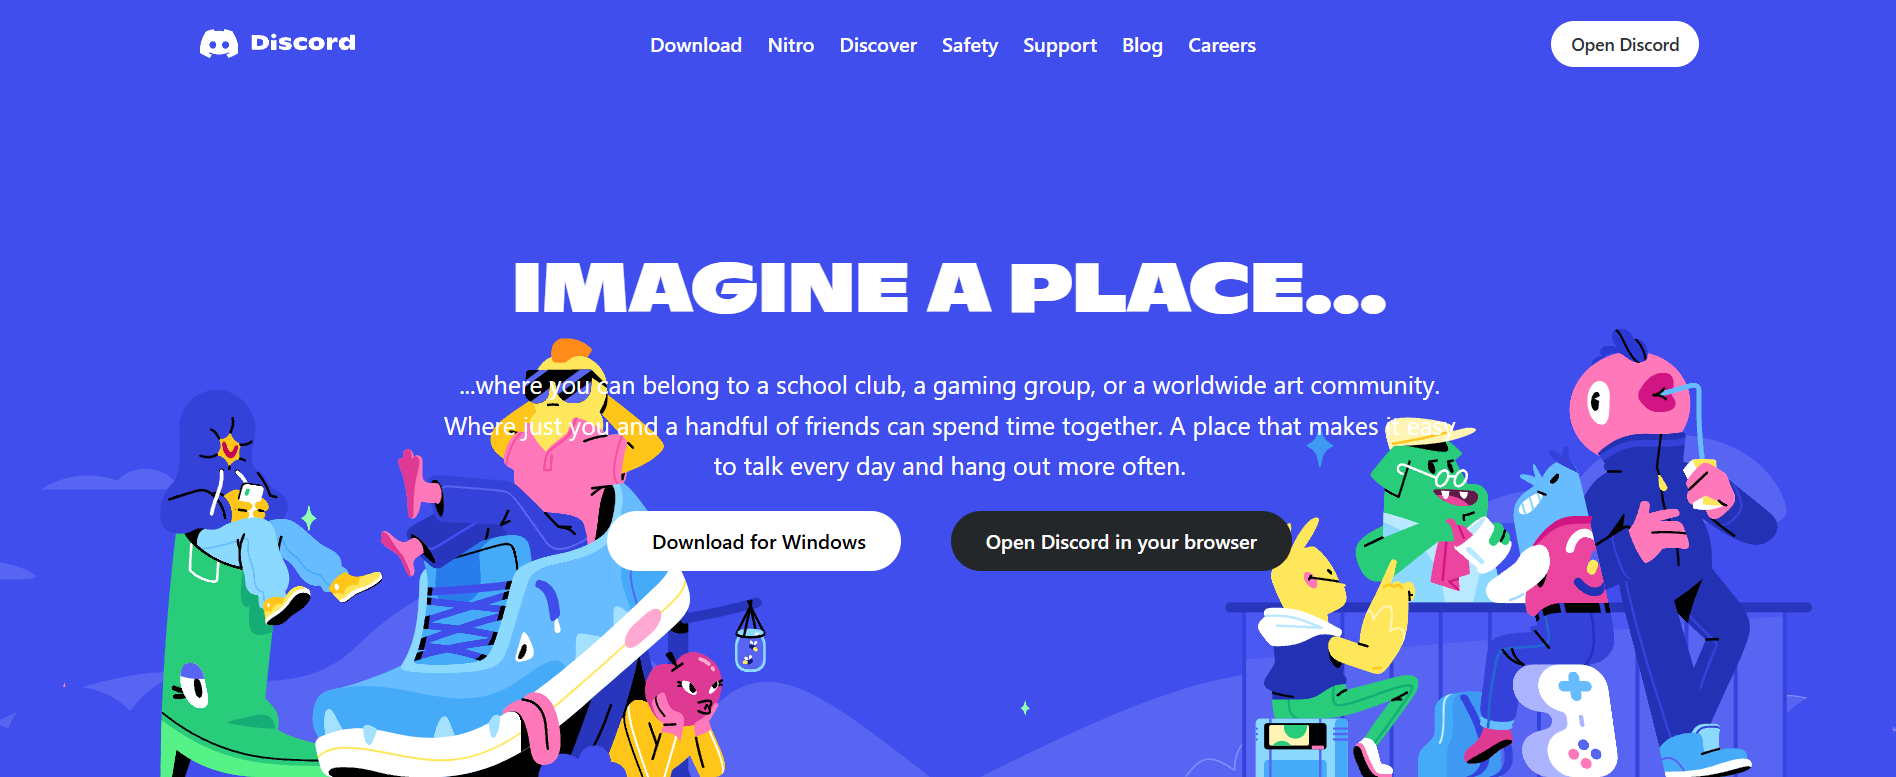 Discord
Download Nitro Discover Safety Support Blog Careers
Open Discord
IMAGINE A PLACE...
...where you can belong to a school club, a gaming group, or a worldwide art community.
Where just you and a handful of friends can spend time together. A place that makes it easy
to talk every day and hang out more often.
Download for Windows
Open Discord in your browser